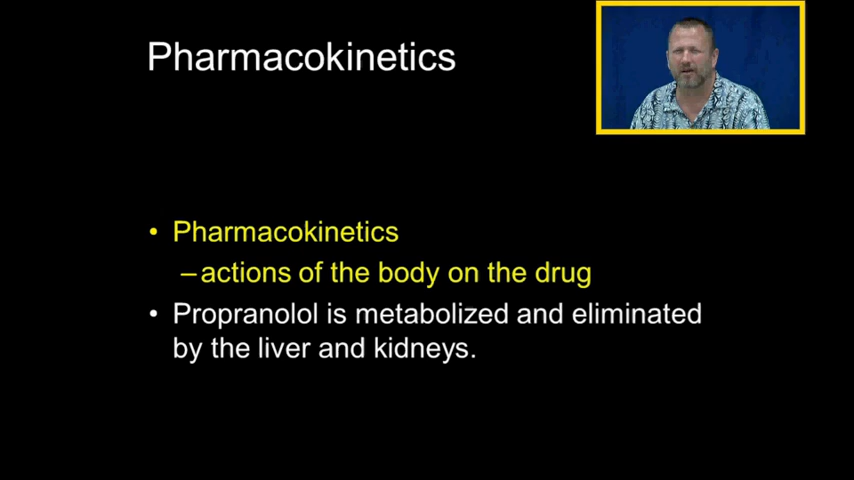 Pharmacokinetics
• Pharmacokinetics
–actions of the body on the drug
• Propranolol is metabolized and eliminated
by the liver and kidneys.